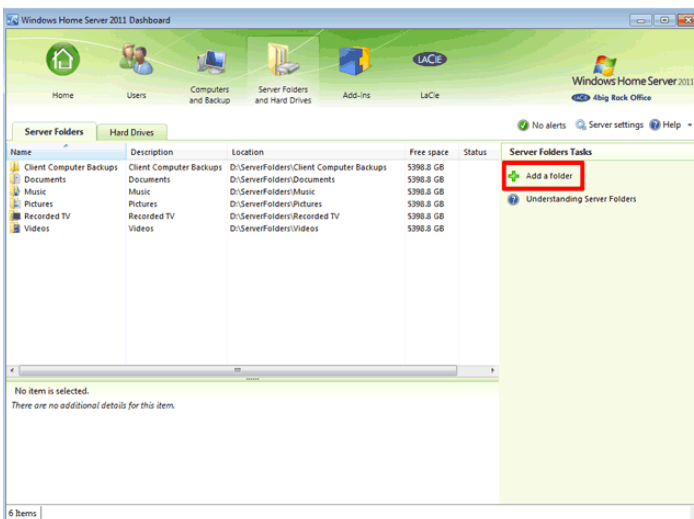 Windows Home Server 2011 Dashboard
Home
Users
Computers and Backup
Server Folders and Hard Drives
Add-ins
LACIE
LaCie
Windows Home Server 2011
LACIE 4big Rack Office
No alerts Server settings Help
Server Folders Hard Drives
Name Description Location Free space Status
Client Computer Backups Client Computer Backups D:\ServerFolders\Client Computer Backups 5398.8 GB
Documents Documents D:\ServerFolders\Documents 5398.8 GB
Music Music D:\ServerFolders\Music 5398.8 GB
Pictures Pictures D:\ServerFolders\Pictures 5398.8 GB
Recorded TV Recorded TV D:\ServerFolders\Recorded TV 5398.8 GB
Videos Videos D:\ServerFolders\Videos 5398.8 GB
Server Folders Tasks
Add a folder
Understanding Server Folders
No item is selected.
There are no additional details for this item.
6 Items